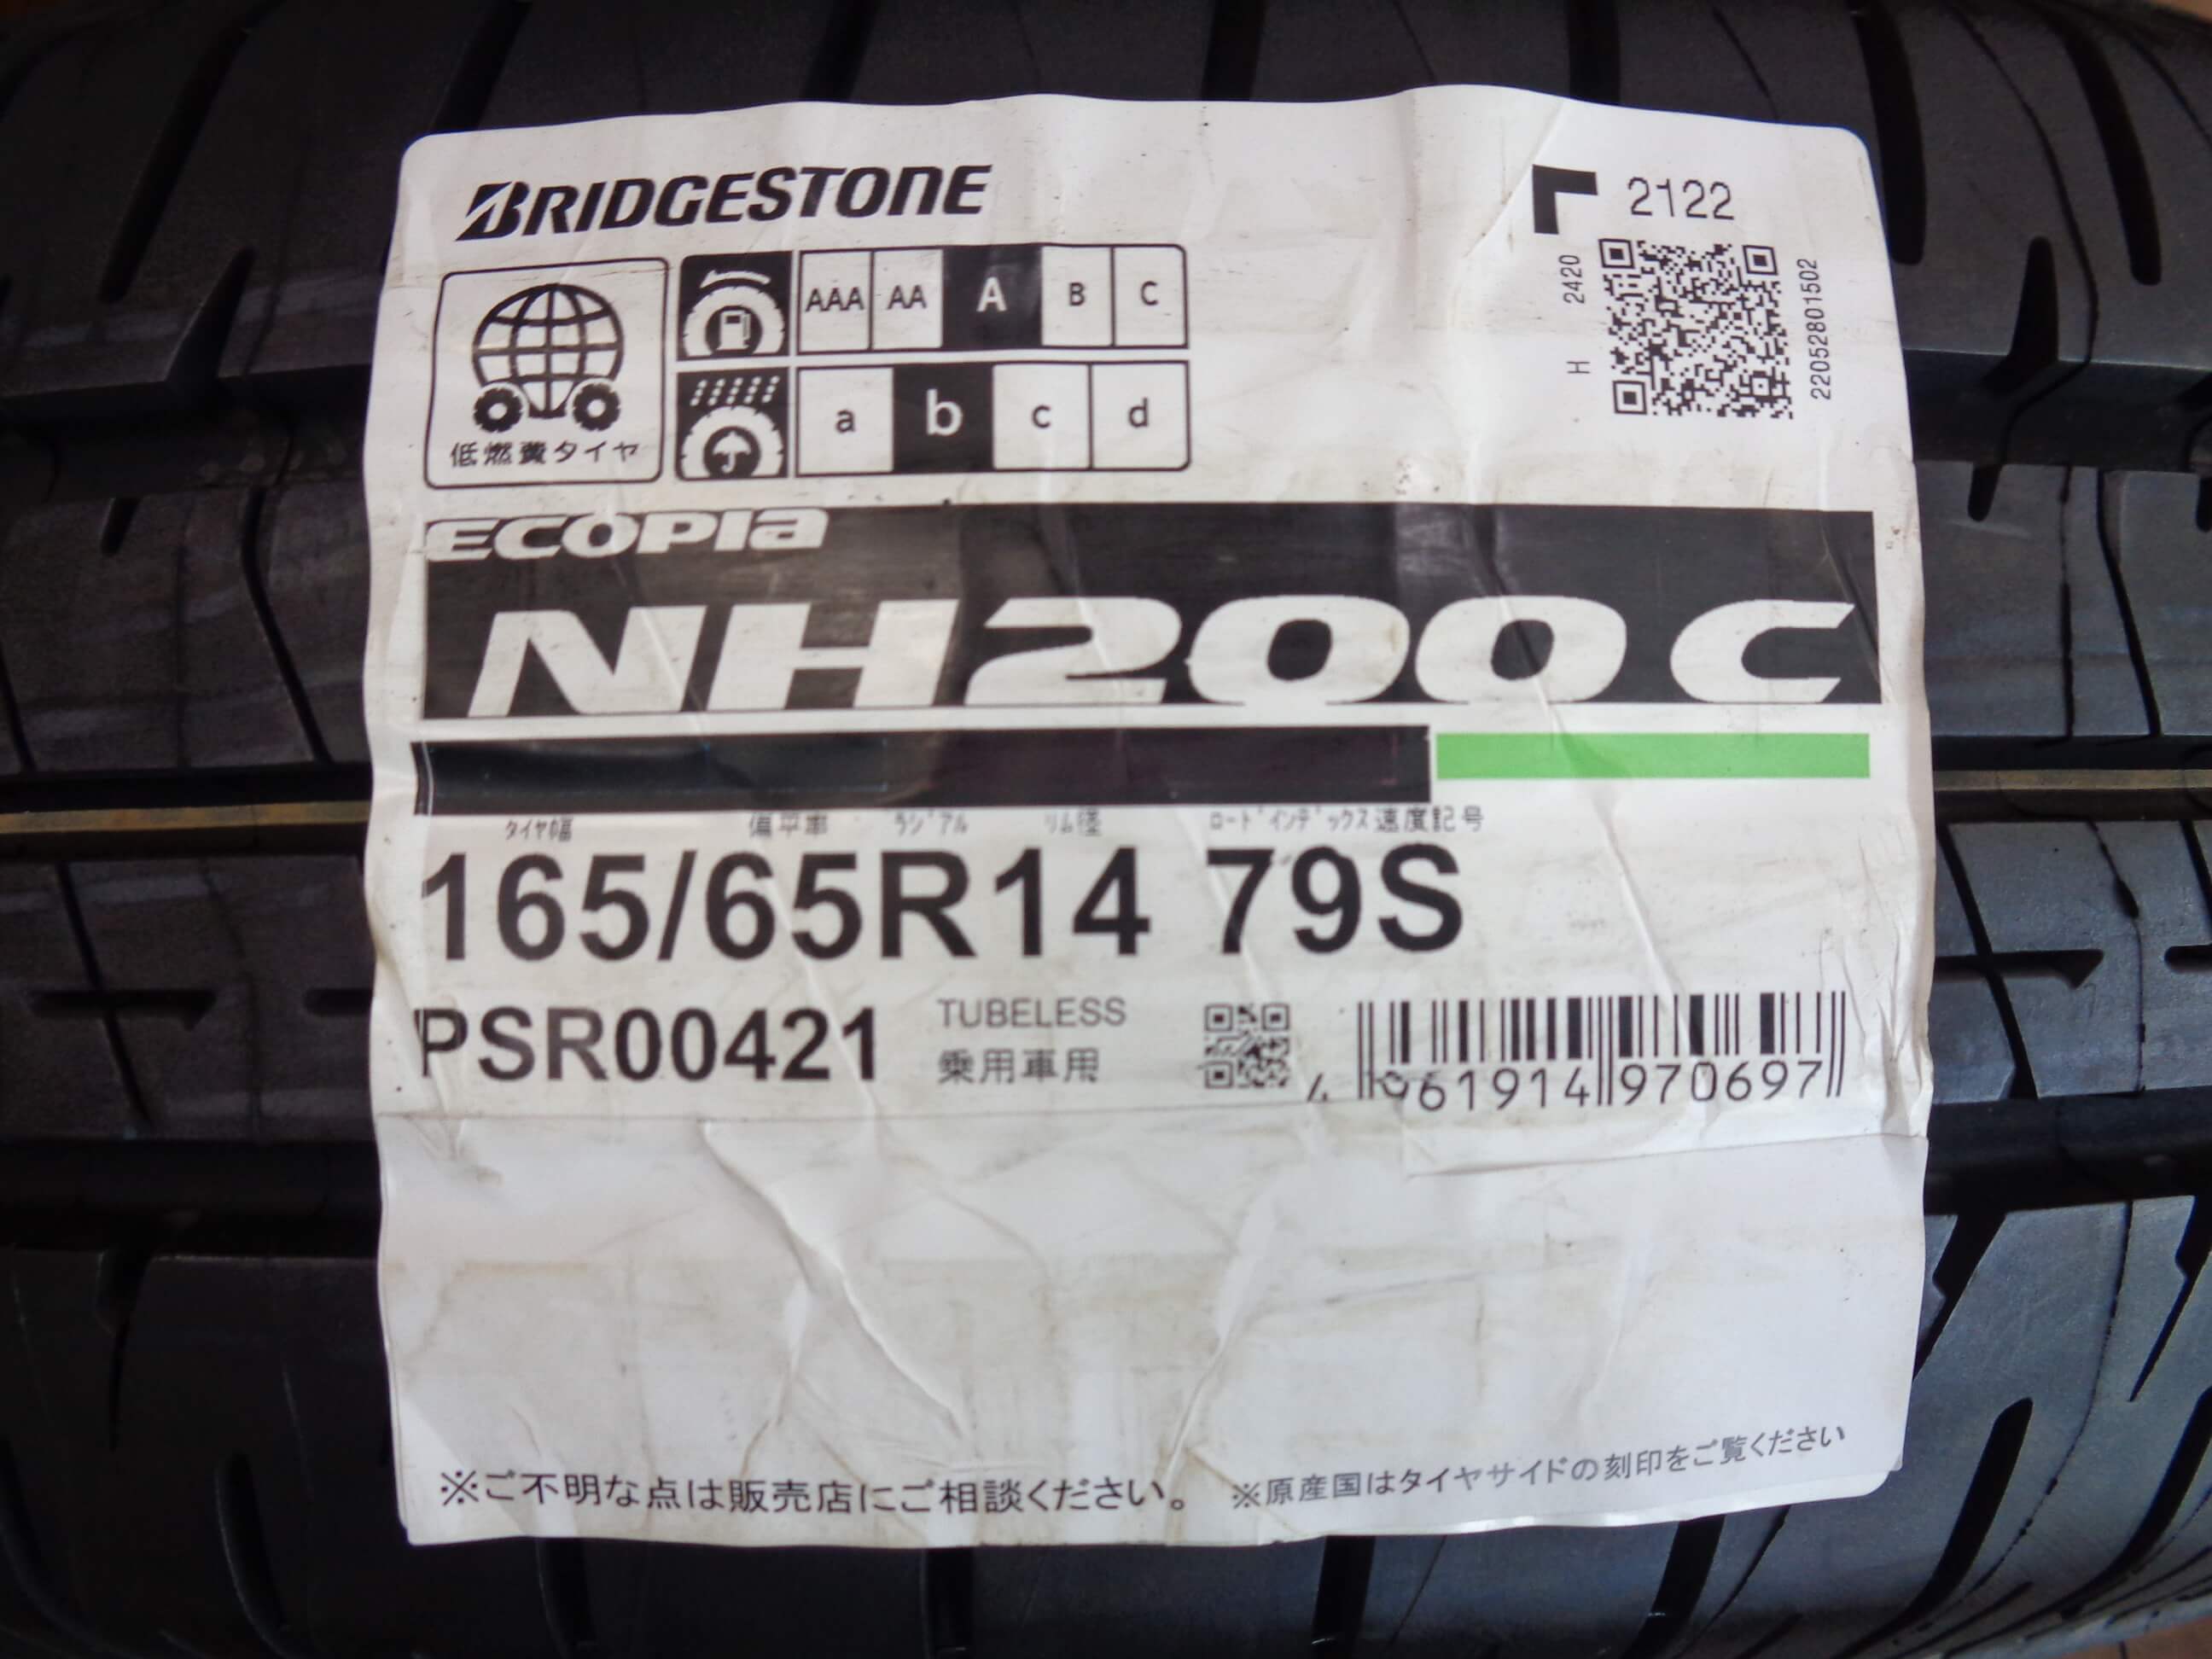 BRIDGESTONE
2122
H 2420
220528801502
AAA AA A B C
a b c d
低燃費タイヤ
ECOPIA
NH200 C
タイヤ幅 偏平率 ラジアル リム径 ロードインデックス 速度記号
165/65R14 79S
PSR00421
TUBELESS
乗用車用
4 961914 970697
※ご不明な点は販売店にご相談ください。
※原産国はタイヤサイドの刻印をご覧ください